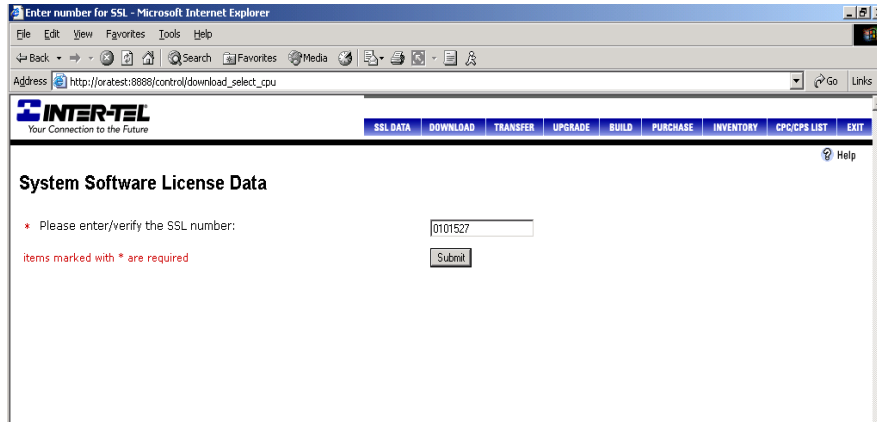 Enter number for SSL - Microsoft Internet Explorer
File Edit View Favorites Tools Help
Back Search Favorites Media
Address http://oratest:8888/control/download_select_cpu Go Links
INTER-TEL
Your Connection to the Future
SSL DATA DOWNLOAD TRANSFER UPGRADE BUILD PURCHASE INVENTORY CPC/CPS LIST EXIT
? Help
System Software License Data
* Please enter/verify the SSL number: 0101527
items marked with * are required Submit